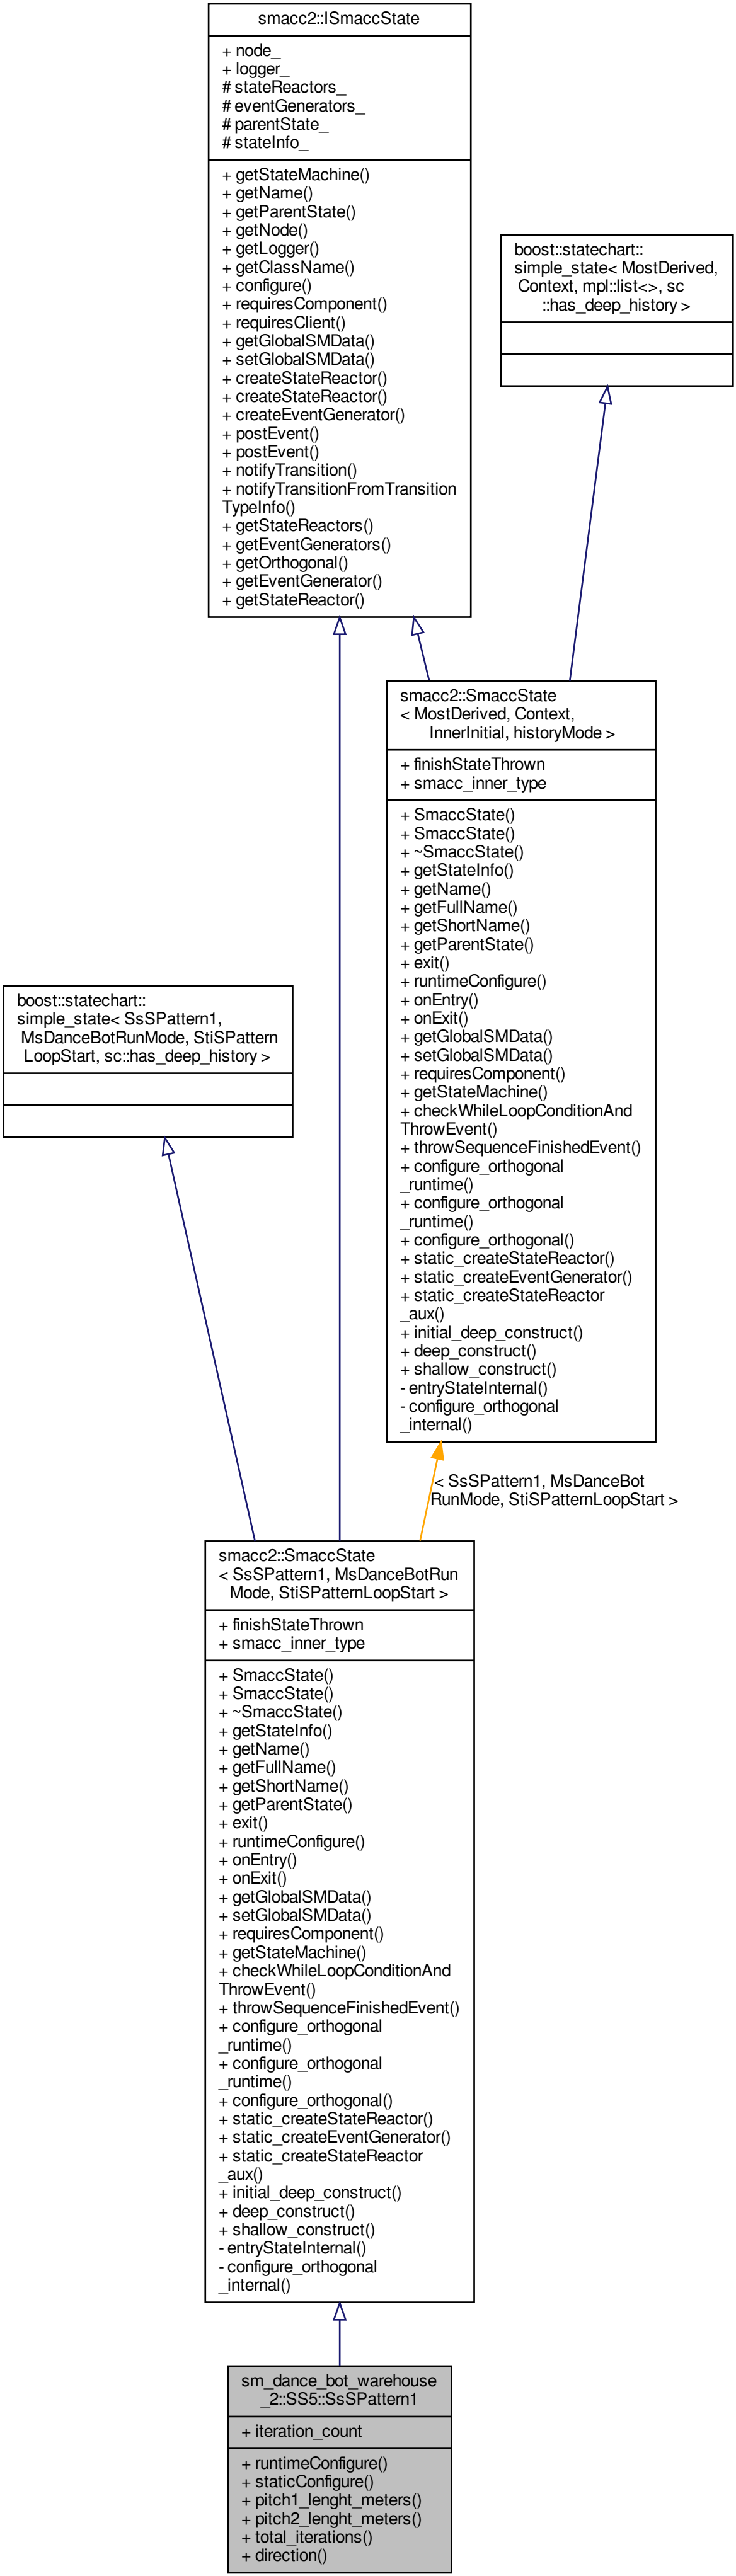 smacc2::ISmaccState
+ node_
+ logger_
# stateReactors_
# eventGenerators_
# parentState_
# stateInfo_
+ getStateMachine()
+ getName()
+ getParentState()
+ getNode()
+ getLogger()
+ getClassName()
+ configure()
+ requiresComponent()
+ requiresClient()
+ getGlobalSMData()
+ setGlobalSMData()
+ createStateReactor()
+ createStateReactor()
+ createEventGenerator()
+ postEvent()
+ postEvent()
+ notifyTransition()
+ notifyTransitionFromTransition
TypeInfo()
+ getStateReactors()
+ getEventGenerators()
+ getOrthogonal()
+ getEventGenerator()
+ getStateReactor()
boost::statechart::
simple_state< MostDerived,
Context, mpl::list<>, sc
::has_deep_history >
smacc2::SmaccState
< MostDerived, Context,
InnerInitial, historyMode >
+ finishStateThrown
+ smacc_inner_type
+ SmaccState()
+ SmaccState()
+ ~SmaccState()
+ getStateInfo()
+ getName()
+ getFullName()
+ getShortName()
+ getParentState()
+ exit()
+ runtimeConfigure()
+ onEntry()
+ onExit()
+ getGlobalSMData()
+ setGlobalSMData()
+ requiresComponent()
+ getStateMachine()
+ checkWhileLoopConditionAnd
ThrowEvent()
+ throwSequenceFinishedEvent()
+ configure_orthogonal
_runtime()
+ configure_orthogonal
_runtime()
+ configure_orthogonal()
+ static_createStateReactor()
+ static_createEventGenerator()
+ static_createStateReactor
_aux()
+ initial_deep_construct()
+ deep_construct()
+ shallow_construct()
- entryStateInternal()
- configure_orthogonal
_internal()
boost::statechart::
simple_state< SsSPattern1,
MsDanceBotRunMode, StiSPattern
LoopStart, sc::has_deep_history >
< SsSPattern1, MsDanceBot
RunMode, StiSPatternLoopStart >
smacc2::SmaccState
< SsSPattern1, MsDanceBotRun
Mode, StiSPatternLoopStart >
+ finishStateThrown
+ smacc_inner_type
+ SmaccState()
+ SmaccState()
+ ~SmaccState()
+ getStateInfo()
+ getName()
+ getFullName()
+ getShortName()
+ getParentState()
+ exit()
+ runtimeConfigure()
+ onEntry()
+ onExit()
+ getGlobalSMData()
+ setGlobalSMData()
+ requiresComponent()
+ getStateMachine()
+ checkWhileLoopConditionAnd
ThrowEvent()
+ throwSequenceFinishedEvent()
+ configure_orthogonal
_runtime()
+ configure_orthogonal
_runtime()
+ configure_orthogonal()
+ static_createStateReactor()
+ static_createEventGenerator()
+ static_createStateReactor
_aux()
+ initial_deep_construct()
+ deep_construct()
+ shallow_construct()
- entryStateInternal()
- configure_orthogonal
_internal()
sm_dance_bot_warehouse
_2::SS5::SsSPattern1
+ iteration_count
+ runtimeConfigure()
+ staticConfigure()
+ pitch1_lenght_meters()
+ pitch2_lenght_meters()
+ total_iterations()
+ direction()